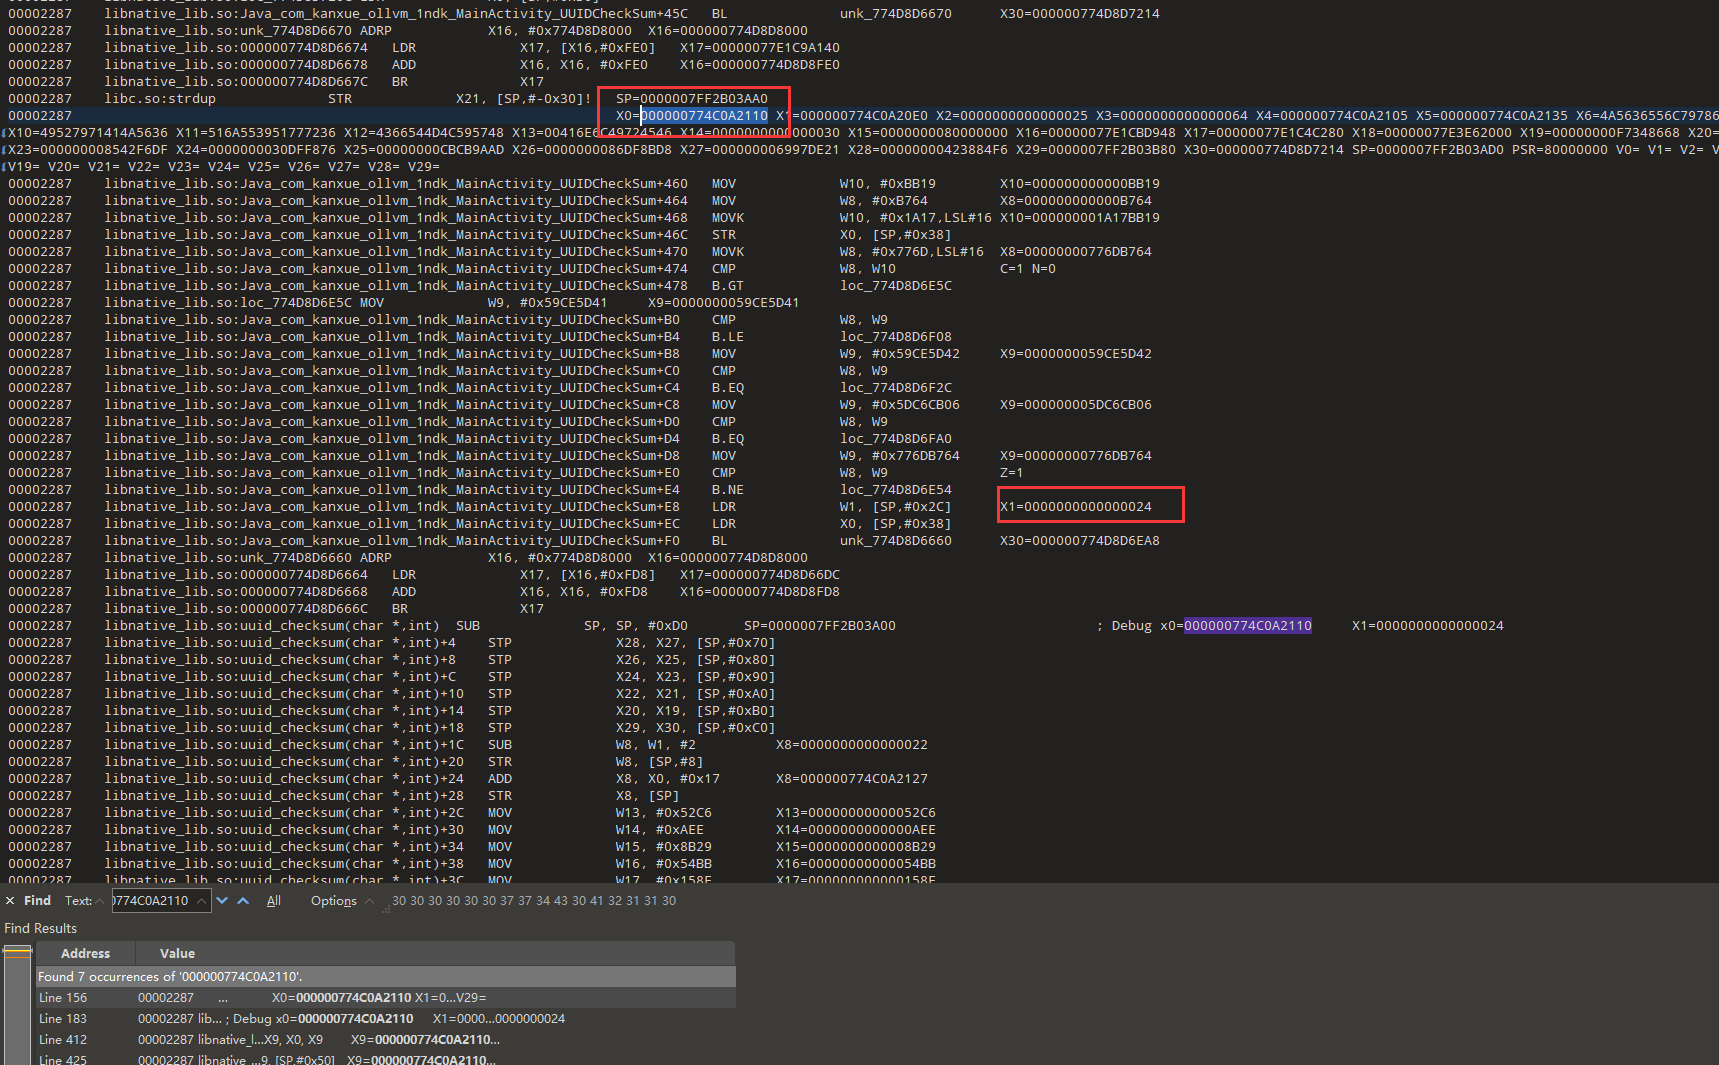 00002287 libnative_lib.so:Java_com_kanxue_ollvm_1ndk_MainActivity_UUIDCheckSum+45C BL unk_774D8D6670 X30=000000774D8D7214
00002287 libnative_lib.so:unk_774D8D6670 ADRP X16, #0x774D8D8000 X16=000000774D8D8000
00002287 libnative_lib.so:000000774D8D6674 LDR X17, [X16,#0xFE0] X17=00000077E1C9A140
00002287 libnative_lib.so:000000774D8D6678 ADD X16, X16, #0xFE0 X16=000000774D8D8FE0
00002287 libnative_lib.so:000000774D8D667C BR X17
00002287 libc.so:strdup STR X21, [SP,#-0x30]! SP=0000007FF2B03AA0
00002287 X0=000000774C0A2110 X1=000000774C0A20E0 X2=0000000000000025 X3=0000000000000064 X4=000000774C0A2105 X5=000000774C0A2135 X6=4A5636556C79786
X10=49527971414A5636 X11=516A553951777236 X12=4366544D4C595748 X13=00416E6C49724546 X14=0000000000000030 X15=0000000080000000 X16=00000077E1CBD948 X17=00000077E1C4C280 X18=00000077E3E62000 X19=00000000F7348668 X20=
X23=000000008542F6DF X24=0000000030DFF876 X25=00000000CBCB9AAD X26=0000000086DF8BD8 X27=000000006997DE21 X28=00000000423884F6 X29=0000007FF2B03B80 X30=000000774D8D7214 SP=0000007FF2B03AD0 PSR=80000000 V0= V1= V2= V
V19= V20= V21= V22= V23= V24= V25= V26= V27= V28= V29=
00002287 libnative_lib.so:Java_com_kanxue_ollvm_1ndk_MainActivity_UUIDCheckSum+460 MOV W10, #0xBB19 X10=000000000000BB19
00002287 libnative_lib.so:Java_com_kanxue_ollvm_1ndk_MainActivity_UUIDCheckSum+464 MOV W8, #0xB764 X8=000000000000B764
00002287 libnative_lib.so:Java_com_kanxue_ollvm_1ndk_MainActivity_UUIDCheckSum+468 MOVK W10, #0x1A17,LSL#16 X10=000000001A17BB19
00002287 libnative_lib.so:Java_com_kanxue_ollvm_1ndk_MainActivity_UUIDCheckSum+46C STR X0, [SP,#0x38]
00002287 libnative_lib.so:Java_com_kanxue_ollvm_1ndk_MainActivity_UUIDCheckSum+470 MOVK W8, #0x776D,LSL#16 X8=00000000776DB764
00002287 libnative_lib.so:Java_com_kanxue_ollvm_1ndk_MainActivity_UUIDCheckSum+474 CMP W8, W10 C=1 N=0
00002287 libnative_lib.so:Java_com_kanxue_ollvm_1ndk_MainActivity_UUIDCheckSum+478 B.GT loc_774D8D6E5C
00002287 libnative_lib.so:loc_774D8D6E5C MOV W9, #0x59CE5D41 X9=0000000059CE5D41
00002287 libnative_lib.so:Java_com_kanxue_ollvm_1ndk_MainActivity_UUIDCheckSum+B0 CMP W8, W9
00002287 libnative_lib.so:Java_com_kanxue_ollvm_1ndk_MainActivity_UUIDCheckSum+B4 B.LE loc_774D8D6F08
00002287 libnative_lib.so:Java_com_kanxue_ollvm_1ndk_MainActivity_UUIDCheckSum+B8 MOV W9, #0x59CE5D42 X9=0000000059CE5D42
00002287 libnative_lib.so:Java_com_kanxue_ollvm_1ndk_MainActivity_UUIDCheckSum+C0 CMP W8, W9
00002287 libnative_lib.so:Java_com_kanxue_ollvm_1ndk_MainActivity_UUIDCheckSum+C4 B.EQ loc_774D8D6F2C
00002287 libnative_lib.so:Java_com_kanxue_ollvm_1ndk_MainActivity_UUIDCheckSum+C8 MOV W9, #0x5DC6CB06 X9=000000005DC6CB06
00002287 libnative_lib.so:Java_com_kanxue_ollvm_1ndk_MainActivity_UUIDCheckSum+D0 CMP W8, W9
00002287 libnative_lib.so:Java_com_kanxue_ollvm_1ndk_MainActivity_UUIDCheckSum+D4 B.EQ loc_774D8D6FA0
00002287 libnative_lib.so:Java_com_kanxue_ollvm_1ndk_MainActivity_UUIDCheckSum+D8 MOV W9, #0x776DB764 X9=00000000776DB764
00002287 libnative_lib.so:Java_com_kanxue_ollvm_1ndk_MainActivity_UUIDCheckSum+E0 CMP W8, W9 Z=1
00002287 libnative_lib.so:Java_com_kanxue_ollvm_1ndk_MainActivity_UUIDCheckSum+E4 B.NE loc_774D8D6E54
00002287 libnative_lib.so:Java_com_kanxue_ollvm_1ndk_MainActivity_UUIDCheckSum+E8 LDR W1, [SP,#0x2C] X1=0000000000000024
00002287 libnative_lib.so:Java_com_kanxue_ollvm_1ndk_MainActivity_UUIDCheckSum+EC LDR X0, [SP,#0x38]
00002287 libnative_lib.so:Java_com_kanxue_ollvm_1ndk_MainActivity_UUIDCheckSum+F0 BL unk_774D8D6660 X30=000000774D8D6EA8
00002287 libnative_lib.so:unk_774D8D6660 ADRP X16, #0x774D8D8000 X16=000000774D8D8000
00002287 libnative_lib.so:000000774D8D6664 LDR X17, [X16,#0xFD8] X17=000000774D8D66DC
00002287 libnative_lib.so:000000774D8D6668 ADD X16, X16, #0xFD8 X16=000000774D8D8FD8
00002287 libnative_lib.so:000000774D8D666C BR X17
00002287 libnative_lib.so:uuid_checksum(char *,int) SUB SP, SP, #0xD0 SP=0000007FF2B03A00 ; Debug x0=000000774C0A2110 X1=0000000000000024
00002287 libnative_lib.so:uuid_checksum(char *,int)+4 STP X28, X27, [SP,#0x70]
00002287 libnative_lib.so:uuid_checksum(char *,int)+8 STP X26, X25, [SP,#0x80]
00002287 libnative_lib.so:uuid_checksum(char *,int)+C STP X24, X23, [SP,#0x90]
00002287 libnative_lib.so:uuid_checksum(char *,int)+10 STP X22, X21, [SP,#0xA0]
00002287 libnative_lib.so:uuid_checksum(char *,int)+14 STP X20, X19, [SP,#0xB0]
00002287 libnative_lib.so:uuid_checksum(char *,int)+18 STP X29, X30, [SP,#0xC0]
00002287 libnative_lib.so:uuid_checksum(char *,int)+1C SUB W8, W1, #2 X8=0000000000000022
00002287 libnative_lib.so:uuid_checksum(char *,int)+20 STR W8, [SP,#8]
00002287 libnative_lib.so:uuid_checksum(char *,int)+24 ADD X8, X0, #0x17 X8=000000774C0A2127
00002287 libnative_lib.so:uuid_checksum(char *,int)+28 STR X8, [SP]
00002287 libnative_lib.so:uuid_checksum(char *,int)+2C MOV W13, #0x52C6 X13=00000000000052C6
00002287 libnative_lib.so:uuid_checksum(char *,int)+30 MOV W14, #0xAEE X14=0000000000000AEE
00002287 libnative_lib.so:uuid_checksum(char *,int)+34 MOV W15, #0x8B29 X15=0000000000008B29
00002287 libnative_lib.so:uuid_checksum(char *,int)+38 MOV W16, #0x54BB X16=00000000000054BB
00002287 libnative_lib.so:uuid_checksum(char *,int)+3C MOV W17, #0x158F X17=000000000000158F
Find Text: 0774C0A2110 All Options 30 30 30 30 30 30 37 37 34 43 30 41 32 31 31 30
Find Results
Address Value
Found 7 occurrences of '000000774C0A2110'.
Line 156 00002287 ... X0=000000774C0A2110 X1=0...V29=
Line 183 00002287 lib... ; Debug x0=000000774C0A2110 X1=0000...0000000024
Line 412 00002287 libnative_l...X9, X0, X9 X9=000000774C0A2110...
Line 425 00002287 libnative ...9, [SP,#0x50] X9=000000774C0A2110...